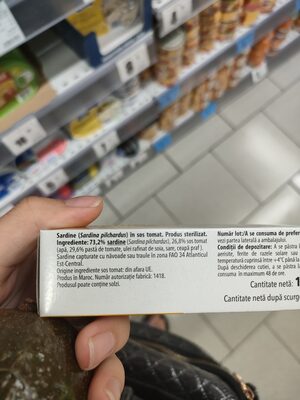 Sardine (Sardina pilchardus) în sos tomat. Produs sterilizat.
Ingrediente: 73,2% sardine (Sardina pilchardus), 26,8% sos tomat
(apă, 29,6% pastă de tomate, ulei rafinat de soia, sare, ceapă praf).
Sardine capturate cu năvoade sau traule în zona FAO 34 Atlanticul
Est-Central.
Origine ingrediente sos tomat: din afara UE.
Produs în Maroc. Număr autorizație fabrică: 1418.
Produsul poate conține solzi.
Număr lot:/A se consuma de prefer
vezi partea laterală a ambalajului.
Condiții de depozitare: A se păstra
aerisite, ferite de razele solare sau
temperatură cuprinsă între +4°C până la
După deschiderea cutiei, a se păstra
consuma în maximum 48 de ore.
Cantitate netă: 1
Cantitate netă după scurge